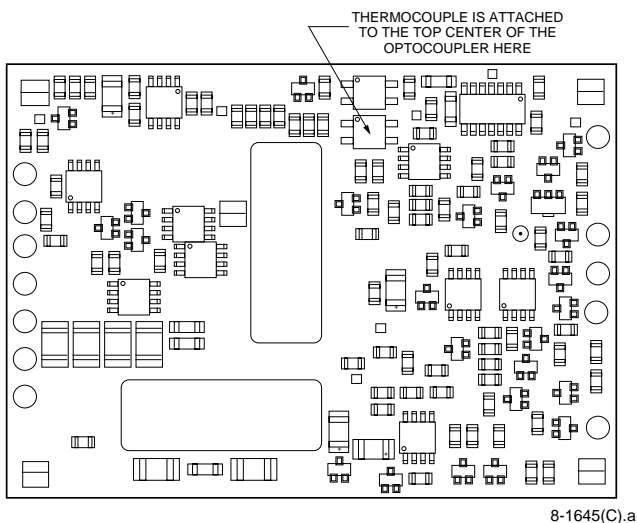 THERMOCOUPLE IS ATTACHED
TO THE TOP CENTER OF THE
OPTOCOUPLER HERE
8-1645(C).a